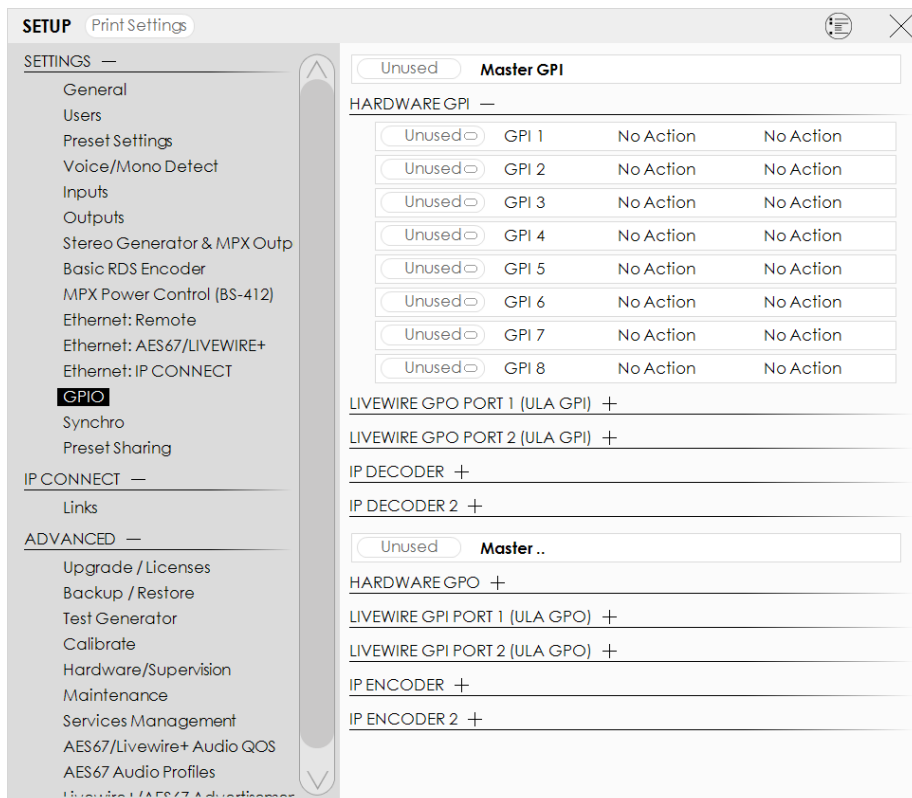 SETUP Print Settings
SETTINGS
General
Users
Preset Settings
Voice/Mono Detect
Inputs
Outputs
Stereo Generator & MPX Outp
Basic RDS Encoder
MPX Power Control (BS-412)
Ethernet: Remote
Ethernet: AES67/LIVEWIRE+
Ethernet: IP CONNECT
GPIO
Synchro
Preset Sharing
IP CONNECT
Links
ADVANCED
Upgrade / Licenses
Backup / Restore
Test Generator
Calibrate
Hardware/Supervision
Maintenance
Services Management
AES67/Livewire+ Audio QOS
AES67 Audio Profiles
Livewire+/AES67 Advertisemer
Unused Master GPI
HARDWARE GPI
Unused GPI 1 No Action No Action
Unused GPI 2 No Action No Action
Unused GPI 3 No Action No Action
Unused GPI 4 No Action No Action
Unused GPI 5 No Action No Action
Unused GPI 6 No Action No Action
Unused GPI 7 No Action No Action
Unused GPI 8 No Action No Action
LIVEWIRE GPO PORT 1 (ULA GPI)
LIVEWIRE GPO PORT 2 (ULA GPI)
IP DECODER
IP DECODER 2
Unused Master ..
HARDWARE GPO
LIVEWIRE GPI PORT 1 (ULA GPO)
LIVEWIRE GPI PORT 2 (ULA GPO)
IP ENCODER
IP ENCODER 2